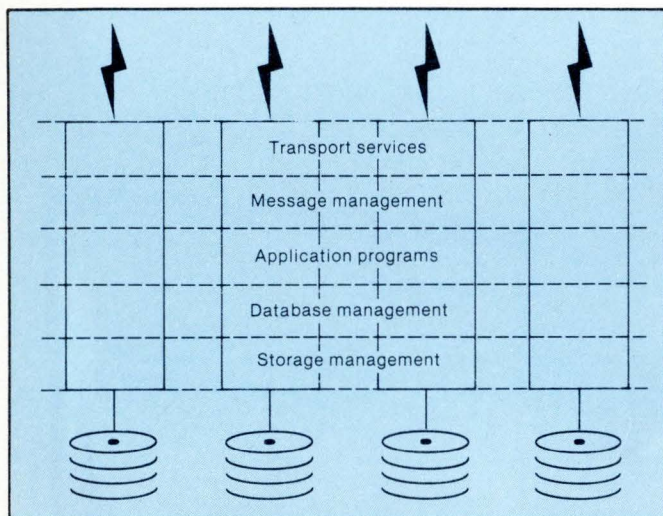 Transport services
Message management
Application programs
Database management
Storage management